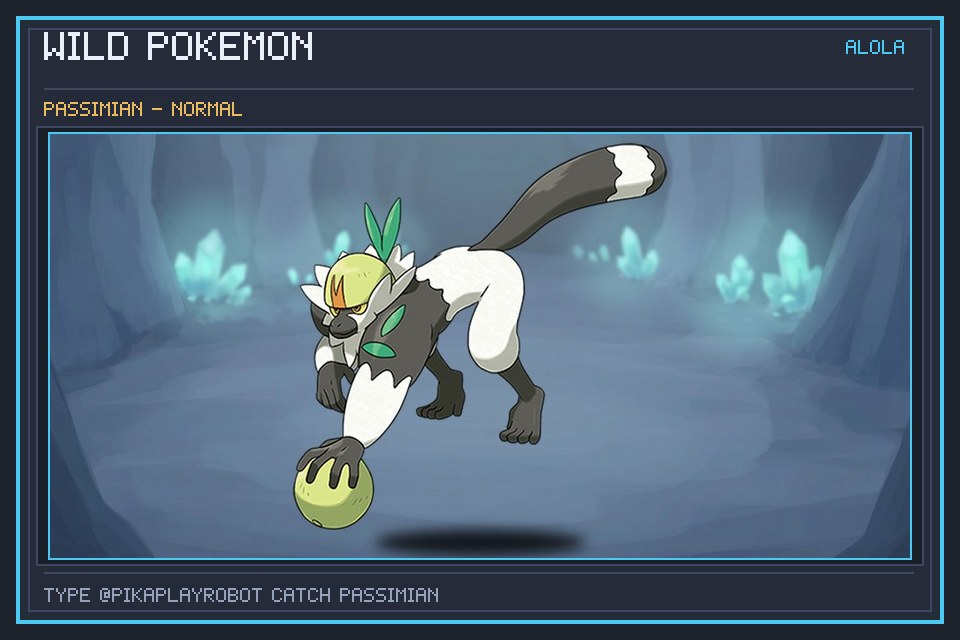 WILD POKEMON
ALOLA
PASSIMIAN - NORMAL
TYPE @PIKAPLAYROBOT CATCH PASSIMIAN